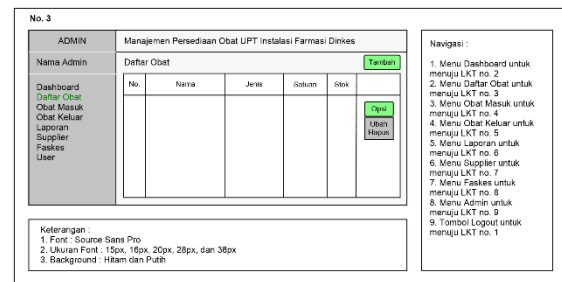 No. 3
ADMIN
Manajemen Persediaan Obat UPT Instalasi Farmasi Dinkes
Nama Admin
Daftar Obat
Tambah
Dashboard
Daftar Obat
Obat Masuk
Obat Keluar
Laporan
Supplier
Faskes
User
No.
Nama
Jenis
Satuan
Stok
Opsi
Ubah
Hapus
Keterangan :
1. Font : Source Sans Pro
2. Ukuran Font : 15px, 16px, 20px, 28px, dan 38px
3. Background : Hitam dan Putih
Navigasi :
1. Menu Dashboard untuk
menuju LKT no. 2
2. Menu Daftar Obat untuk
menuju LKT no. 3
3. Menu Obat Masuk untuk
menuju LKT no. 4
4. Menu Obat Keluar untuk
menuju LKT no. 5
5. Menu Laporan untuk
menuju LKT no. 6
6. Menu Supplier untuk
menuju LKT no. 7
7. Menu Faskes untuk
menuju LKT no. 8
8. Menu Admin untuk
menuju LKT no. 9
9. Tombol Logout untuk
menuju LKT no. 1